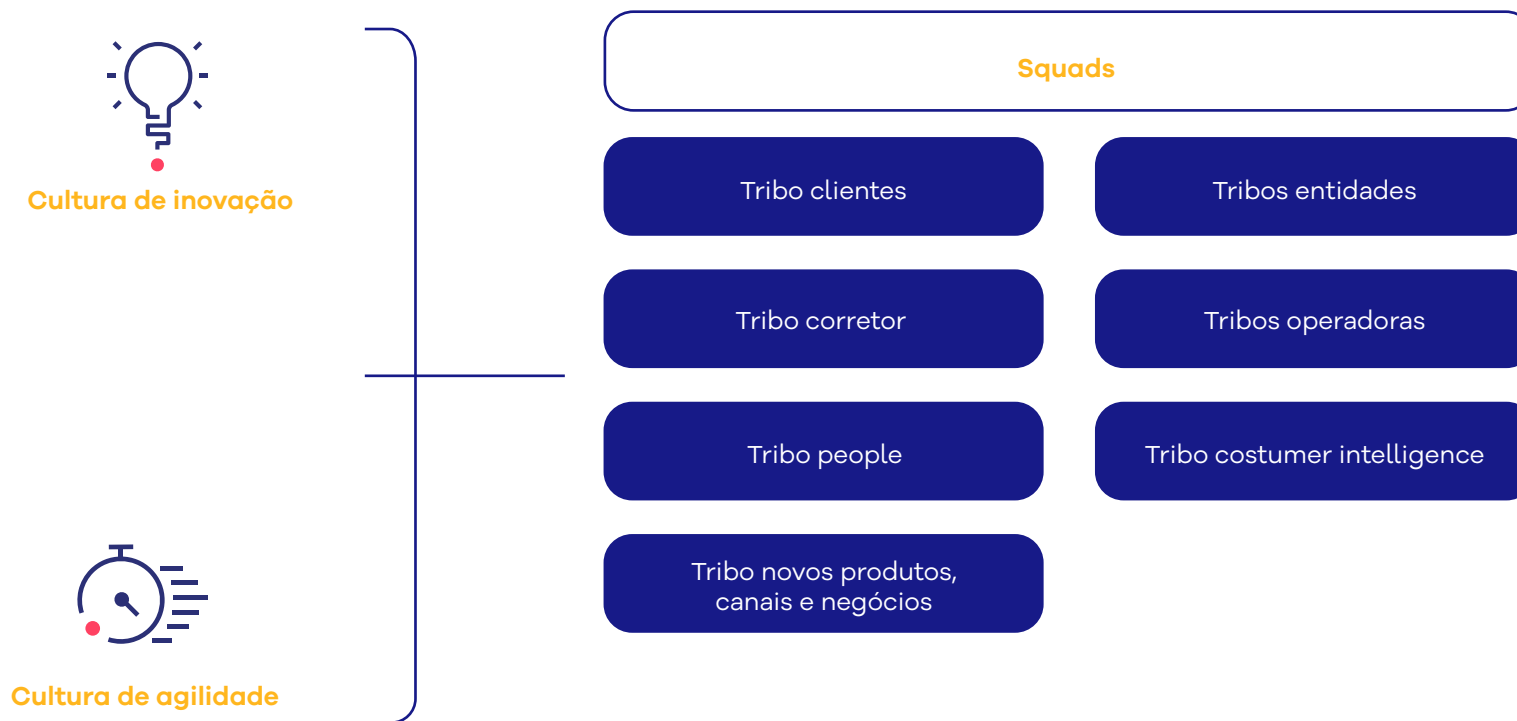 Cultura de inovação
Cultura de agilidade
Squads
Tribo clientes
Tribos entidades
Tribo corretor
Tribos operadoras
Tribo people
Tribo costumer intelligence
Tribo novos produtos,
canais e negócios